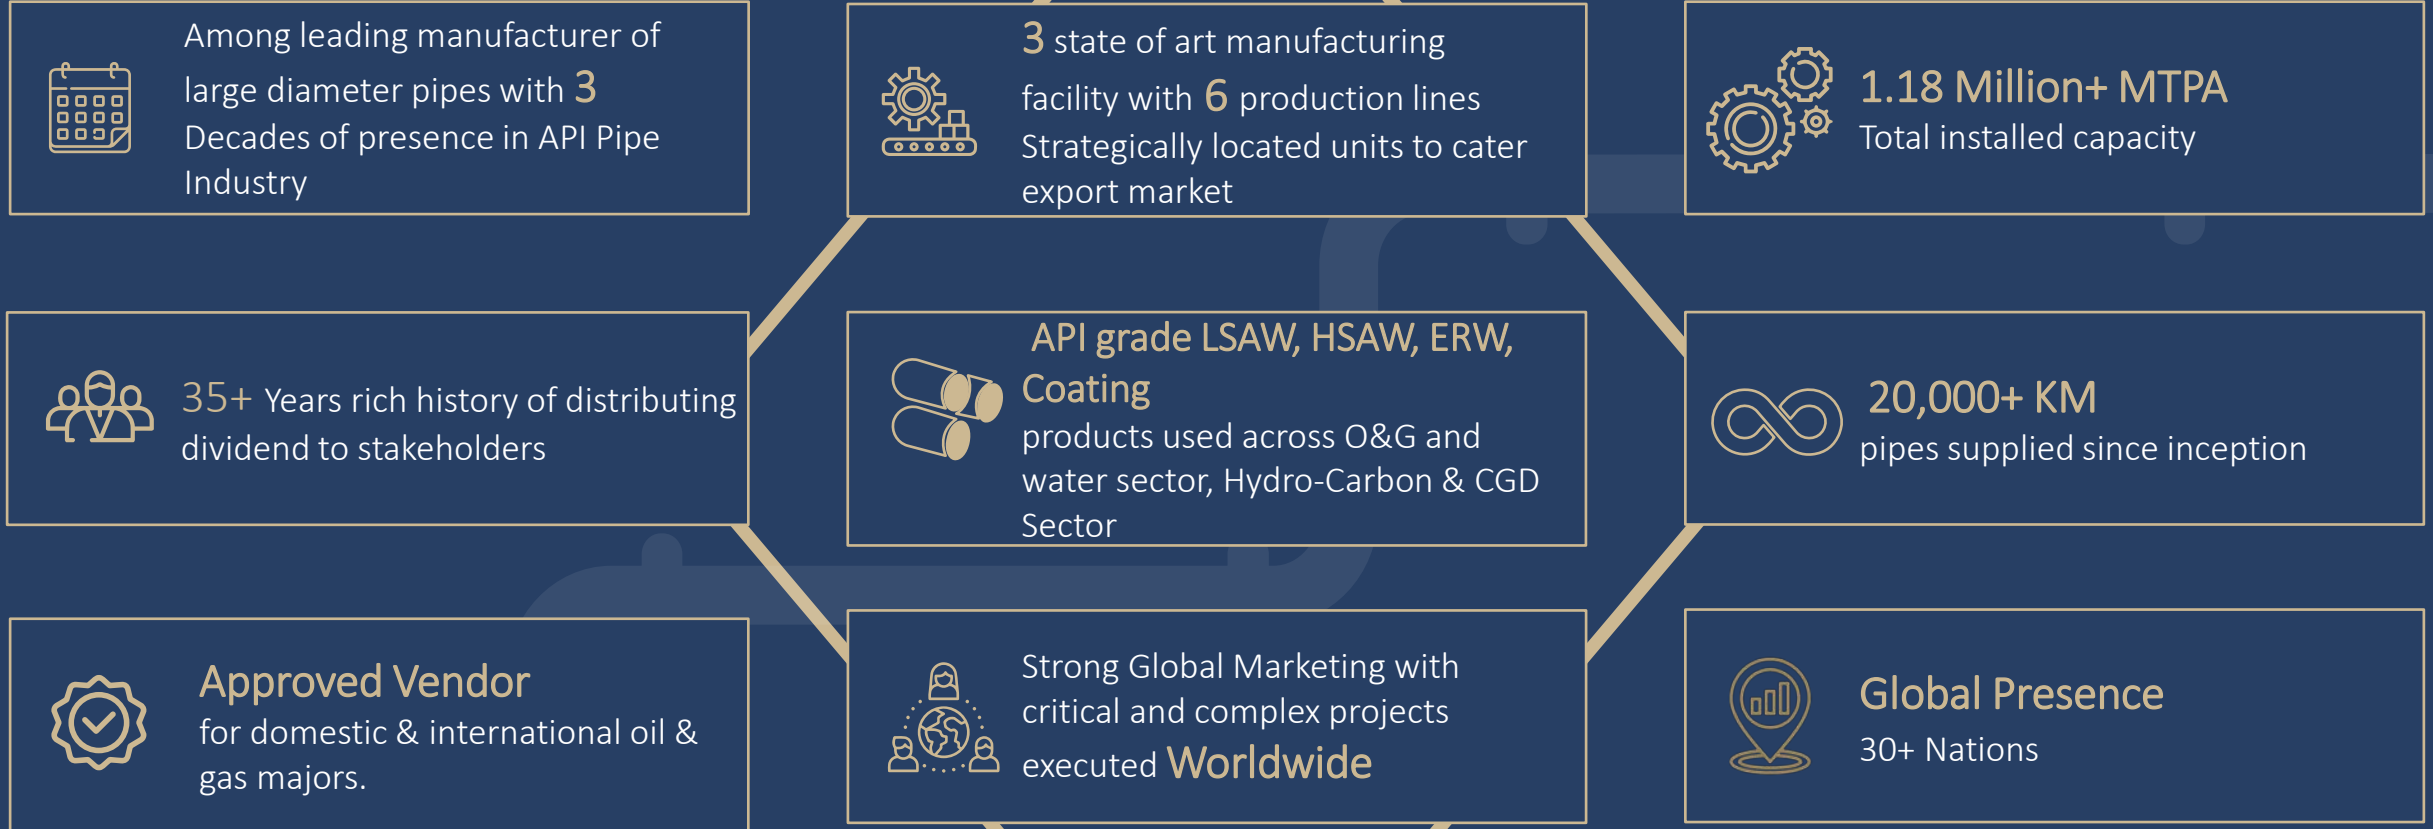 Among leading manufacturer of
large diameter pipes with 3
Decades of presence in API Pipe
Industry
3 state of art manufacturing
facility with 6 production lines
Strategically located units to cater
export market
1.18 Million+ MTPA
Total installed capacity
35+ Years rich history of distributing
dividend to stakeholders
API grade LSAW, HSAW, ERW,
Coating
products used across O&G and
water sector, Hydro-Carbon & CGD
Sector
20,000+ KM
pipes supplied since inception
Approved Vendor
for domestic & international oil &
gas majors.
Strong Global Marketing with
critical and complex projects
executed Worldwide
Global Presence
30+ Nations